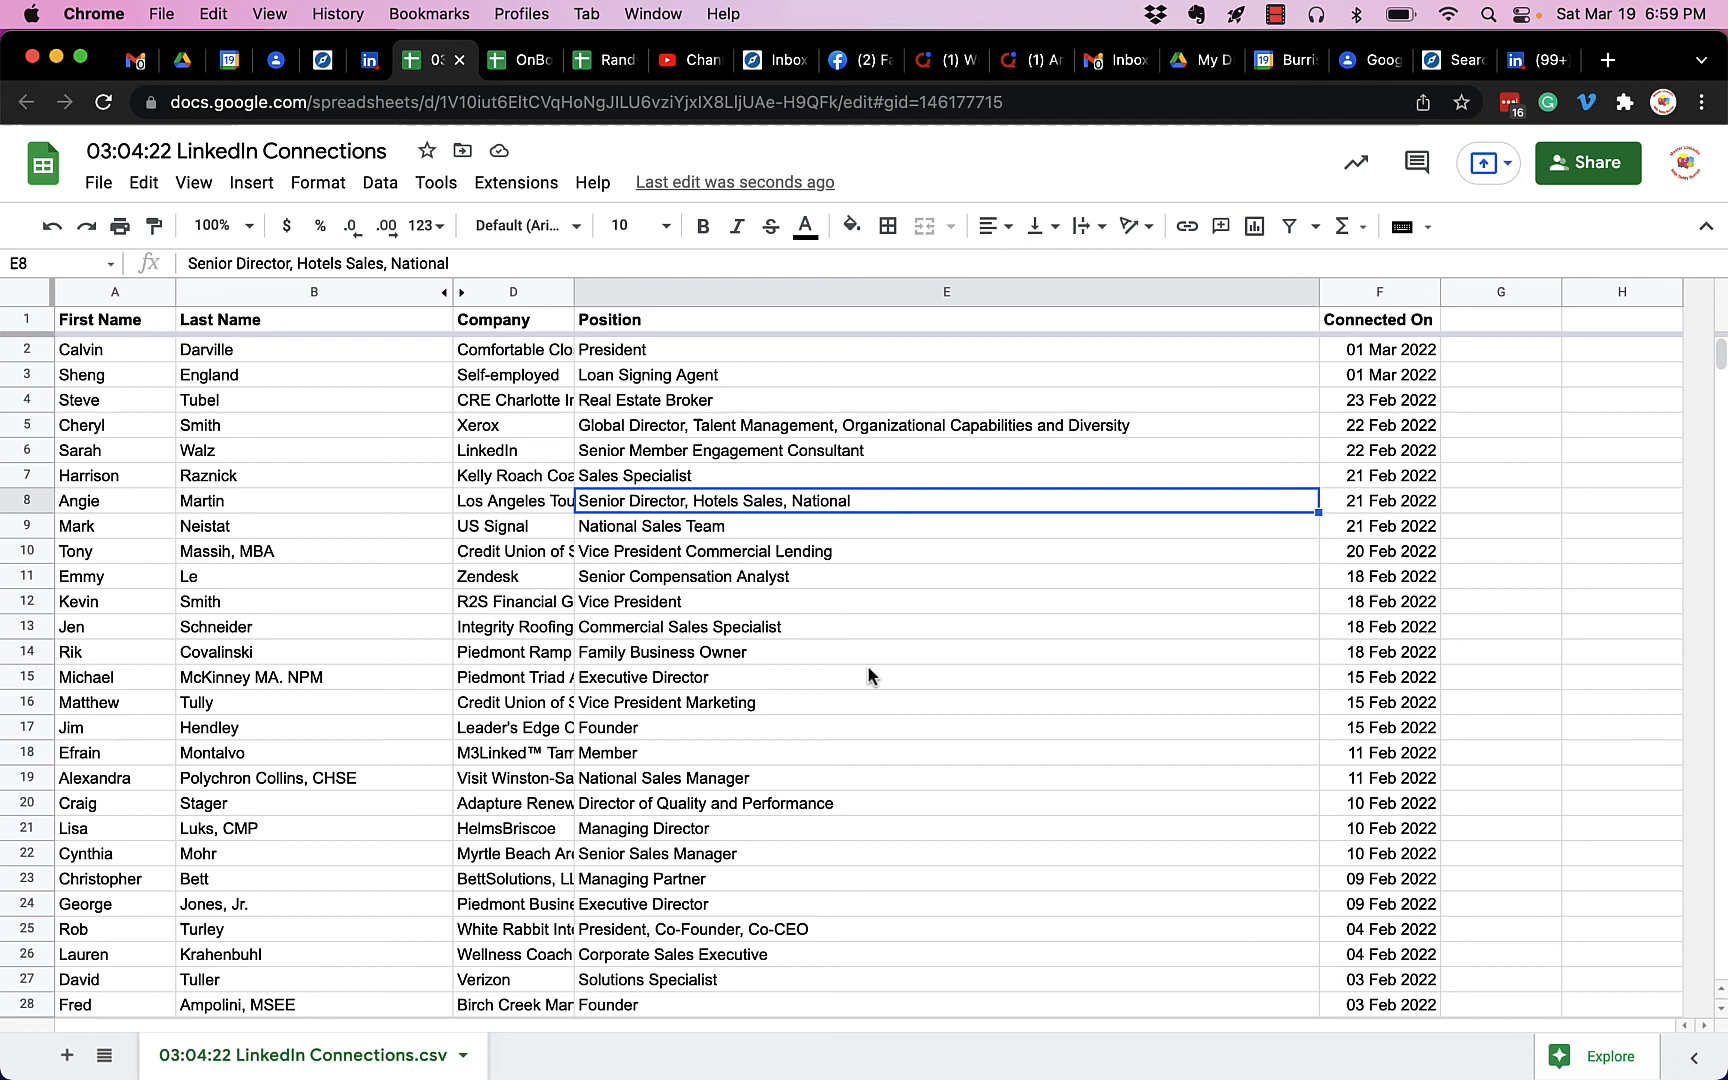 Chrome File Edit View History Bookmarks Profiles Tab Window Help Sat Mar 19 6:59 PM
19 OnBo Rand Chan Inbox (2) Fa (1) W (1) Ar Inbox My D 19 Burri Goog Sear (99+)
docs.google.com/spreadsheets/d/1V10iut6EltCVqHoNgJILU6vziYjxIX8LIjUAe-H9QFk/edit#gid=146177715 16
03:04:22 LinkedIn Connections
Share
File Edit View Insert Format Data Tools Extensions Help Last edit was seconds ago
100% $ % .0 .00 123 Default (Ari... 10 B I S A
E8 fx Senior Director, Hotels Sales, National
A B D E F G H
1 First Name Last Name Company Position Connected On
2 Calvin Darville Comfortable Clo President 01 Mar 2022
3 Sheng England Self-employed Loan Signing Agent 01 Mar 2022
4 Steve Tubel CRE Charlotte Ir Real Estate Broker 23 Feb 2022
5 Cheryl Smith Xerox Global Director, Talent Management, Organizational Capabilities and Diversity 22 Feb 2022
6 Sarah Walz LinkedIn Senior Member Engagement Consultant 22 Feb 2022
7 Harrison Raznick Kelly Roach Coa Sales Specialist 21 Feb 2022
8 Angie Martin Los Angeles Tou Senior Director, Hotels Sales, National 21 Feb 2022
9 Mark Neistat US Signal National Sales Team 21 Feb 2022
10 Tony Massih, MBA Credit Union of S Vice President Commercial Lending 20 Feb 2022
11 Emmy Le Zendesk Senior Compensation Analyst 18 Feb 2022
12 Kevin Smith R2S Financial G Vice President 18 Feb 2022
13 Jen Schneider Integrity Roofing Commercial Sales Specialist 18 Feb 2022
14 Rik Covalinski Piedmont Ramp Family Business Owner 18 Feb 2022
15 Michael McKinney MA. NPM Piedmont Triad A Executive Director 15 Feb 2022
16 Matthew Tully Credit Union of S Vice President Marketing 15 Feb 2022
17 Jim Hendley Leader's Edge C Founder 15 Feb 2022
18 Efrain Montalvo M3Linked™ Tam Member 11 Feb 2022
19 Alexandra Polychron Collins, CHSE Visit Winston-Sa National Sales Manager 11 Feb 2022
20 Craig Stager Adapture Renew Director of Quality and Performance 10 Feb 2022
21 Lisa Luks, CMP HelmsBriscoe Managing Director 10 Feb 2022
22 Cynthia Mohr Myrtle Beach Are Senior Sales Manager 10 Feb 2022
23 Christopher Bett BettSolutions, LL Managing Partner 09 Feb 2022
24 George Jones, Jr. Piedmont Busine Executive Director 09 Feb 2022
25 Rob Turley White Rabbit Inte President, Co-Founder, Co-CEO 04 Feb 2022
26 Lauren Krahenbuhl Wellness Coach Corporate Sales Executive 04 Feb 2022
27 David Tuller Verizon Solutions Specialist 03 Feb 2022
28 Fred Ampolini, MSEE Birch Creek Mar Founder 03 Feb 2022
03:04:22 LinkedIn Connections.csv Explore